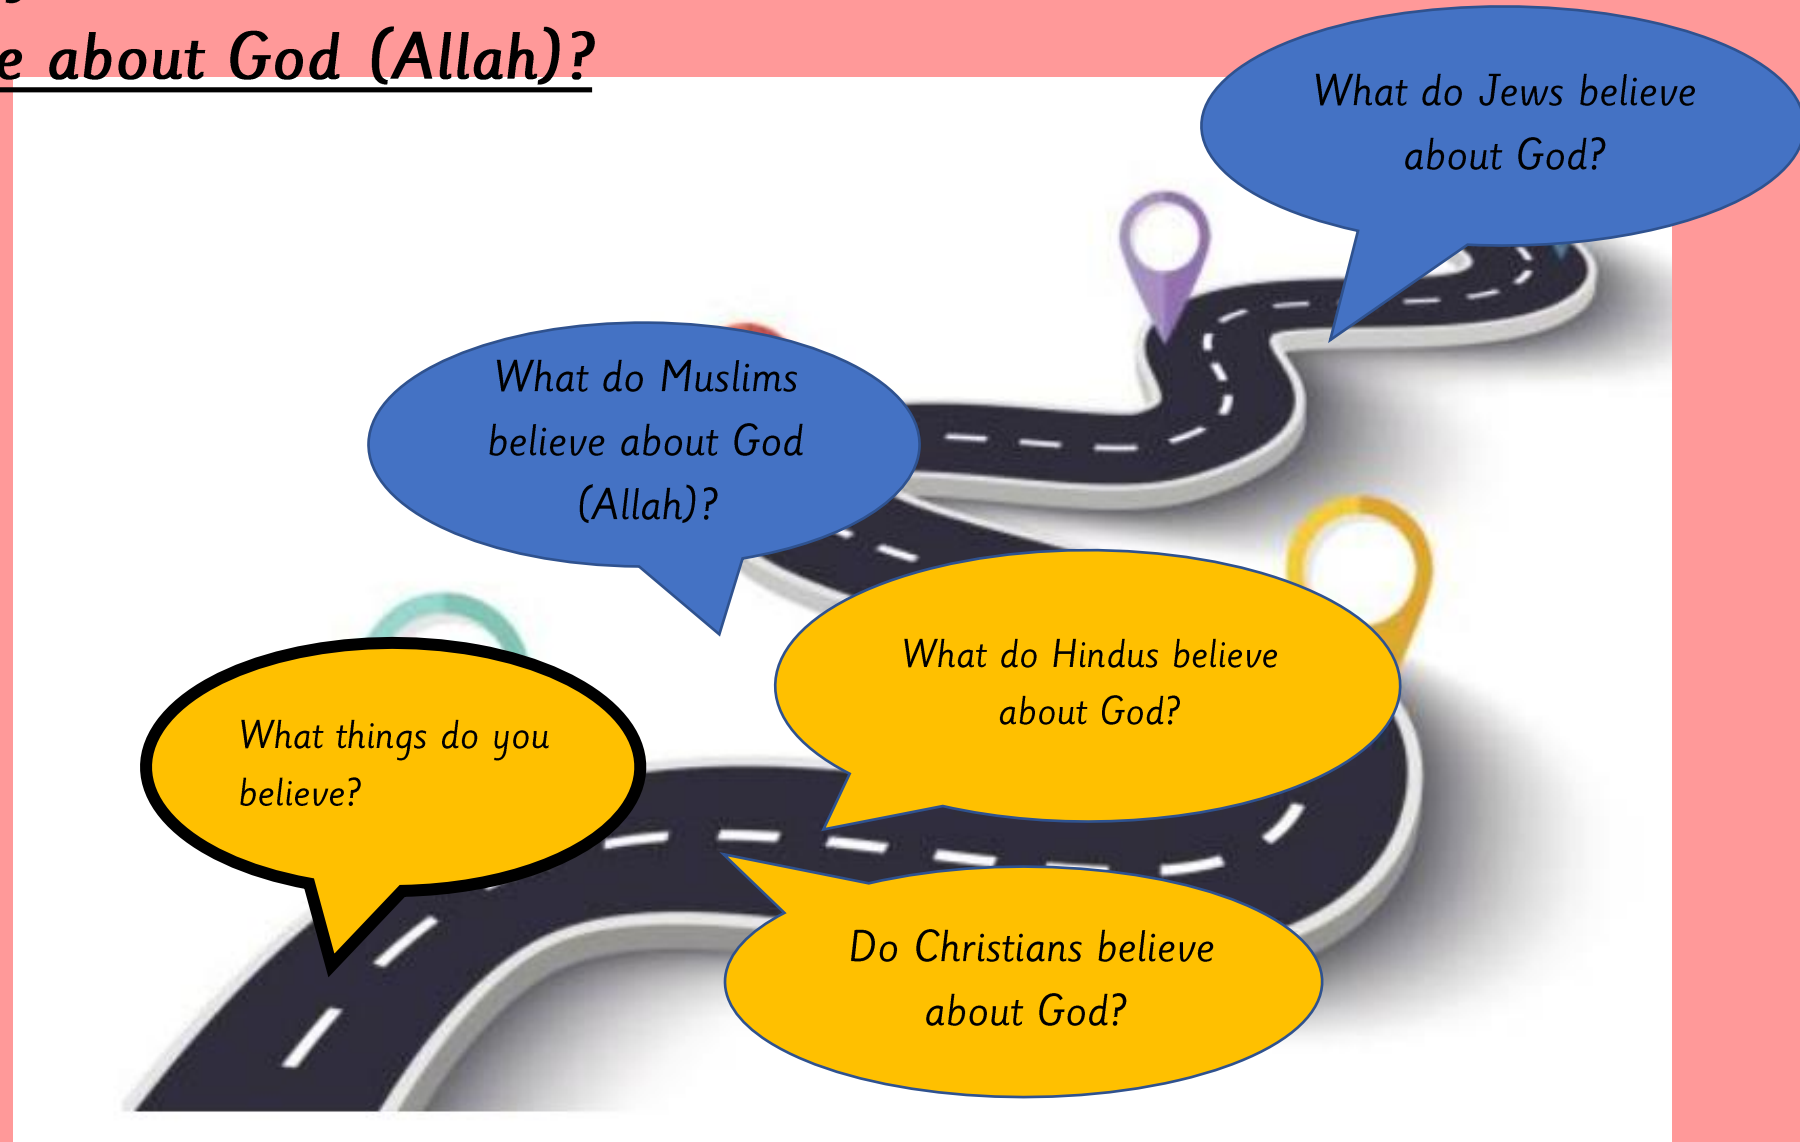 about God (Allah)?
What do Jews believe
about God?
What do Muslims
believe about God
(Allah)?
What do Hindus believe
about God?
What things do you
believe?
Do Christians believe
about God?